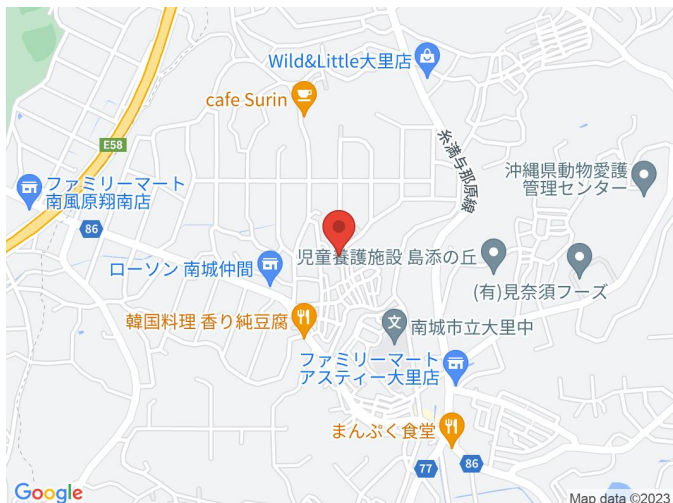 Wild&Little大里店
cafe Surin
E58
糸満与那原線
沖縄県動物愛護
管理センター
ファミリーマート
南風原翔南店
86
児童養護施設 島添の丘
ローソン 南城仲間
(有)見奈須フーズ
韓国料理 香り純豆腐
南城市立大里中
文
ファミリーマート
アスティー大里店
まんぷく食堂
77
86
Google
Map data ©2023